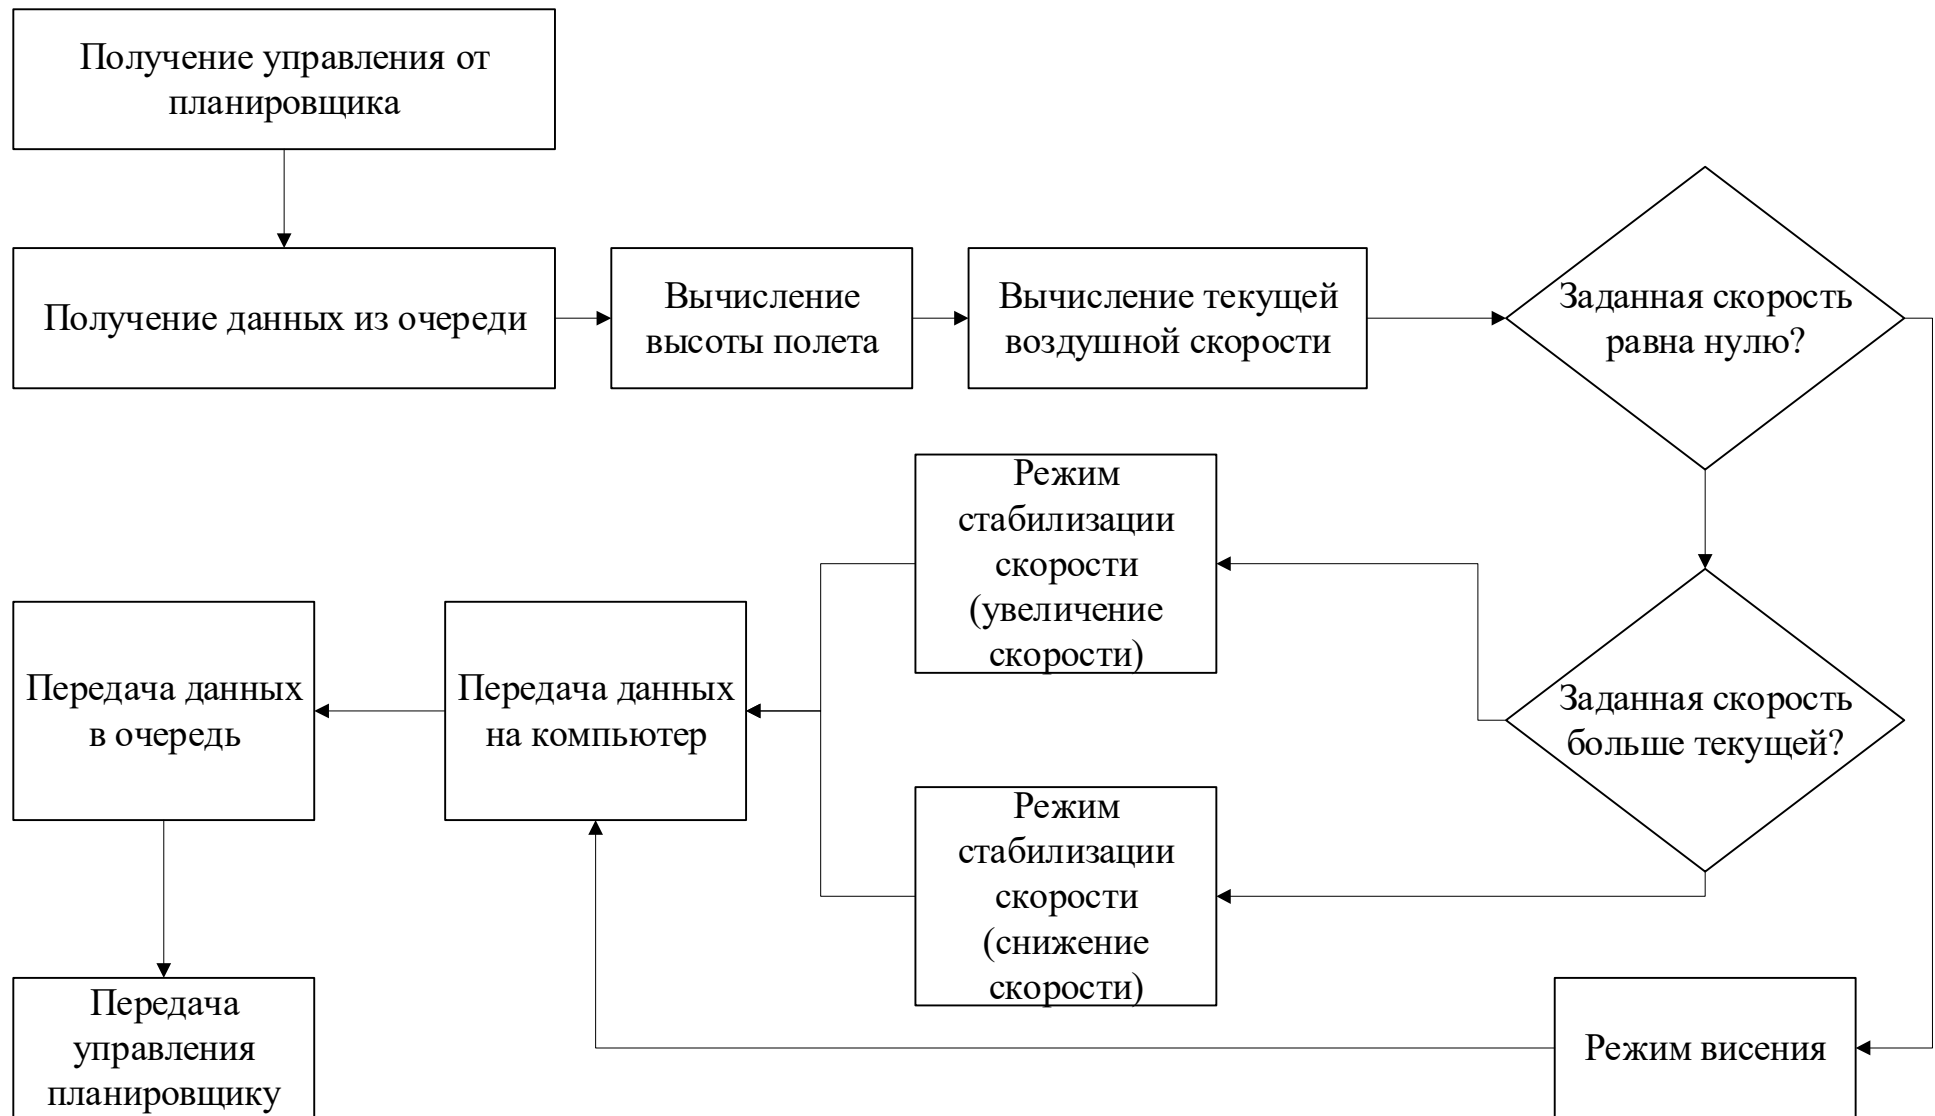 Получение управления от
планировщика
Получение данных из очереди
Вычисление
высоты полета
Вычисление текущей
воздушной скорости
Заданная скорость
равна нулю?
Режим
стабилизации
скорости
(увеличение
скорости)
Заданная скорость
больше текущей?
Передача данных
в очередь
Передача данных
на компьютер
Режим
стабилизации
скорости
(снижение
скорости)
Передача
управления
планировщику
Режим висения